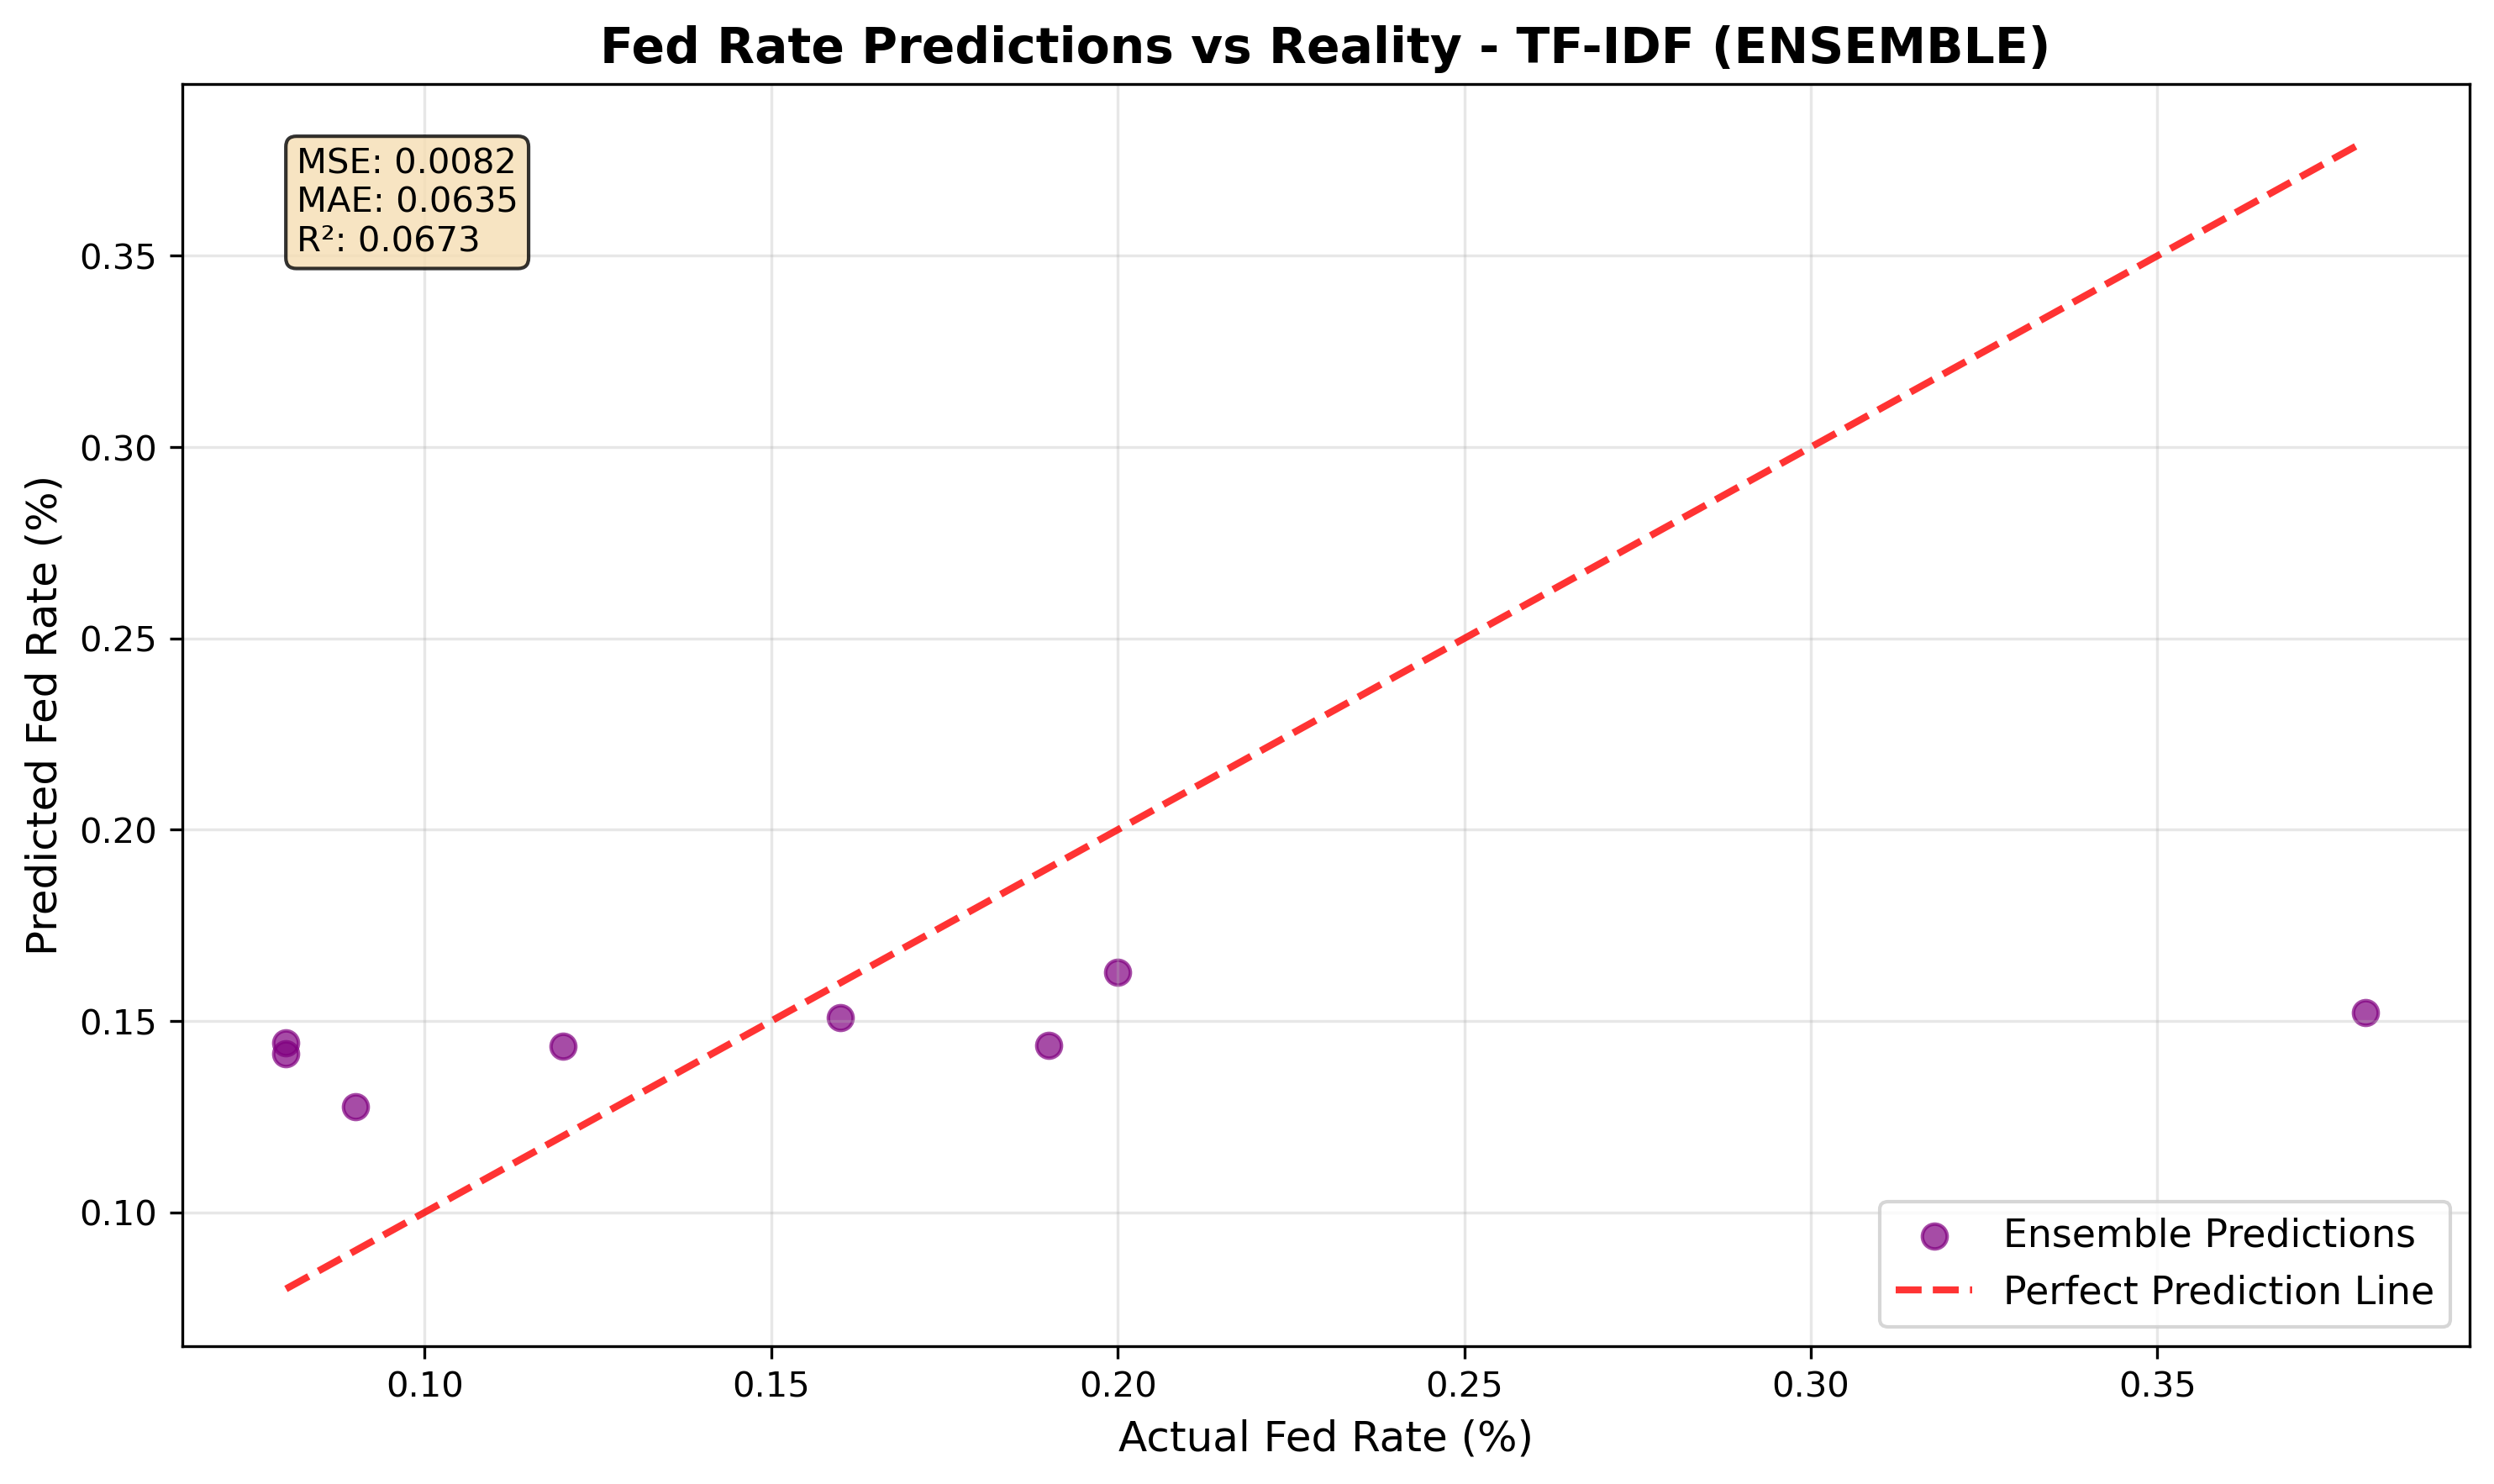 Fed Rate Predictions vs Reality - TF-IDF (ENSEMBLE)
MSE: 0.0082
MAE: 0.0635
R²: 0.0673
Predicted Fed Rate (%)
0.35
0.30
0.25
0.20
0.15
0.10
Ensemble Predictions
Perfect Prediction Line
0.10 0.15 0.20 0.25 0.30 0.35
Actual Fed Rate (%)